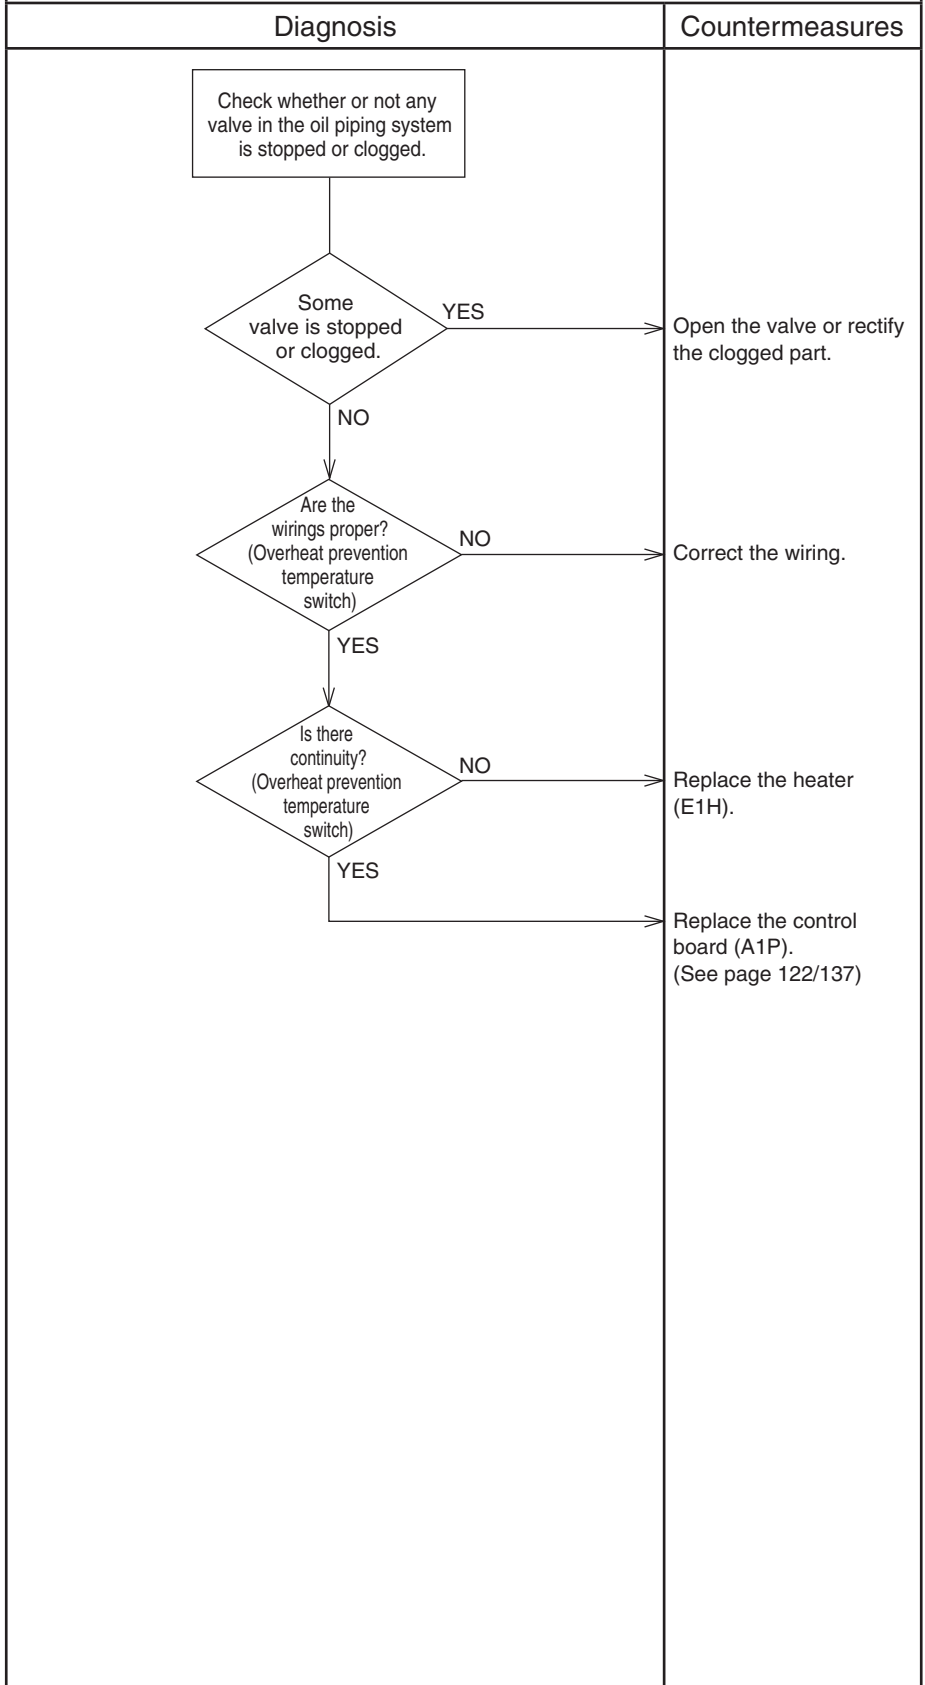 Diagnosis
Countermeasures
Check whether or not any
valve in the oil piping system
is stopped or clogged.
Some
valve is stopped
or clogged.
YES
Open the valve or rectify
the clogged part.
NO
Are the
wirings proper?
(Overheat prevention
temperature
switch)
NO
Correct the wiring.
YES
Is there
continuity?
(Overheat prevention
temperature
switch)
NO
Replace the heater
(E1H).
YES
Replace the control
board (A1P).
(See page 122/137)